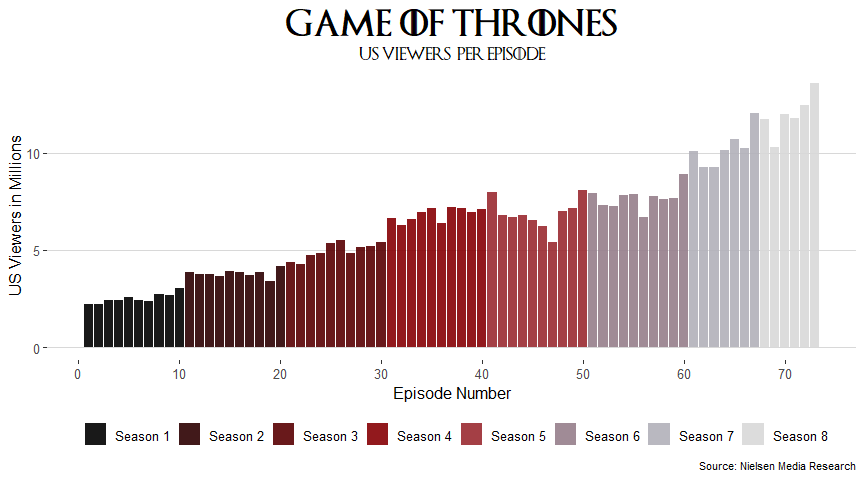 GAME OF THRONES
US VIEWERS PER EPISODE
US Viewers in Millions
10
5
0
0 10 20 30 40 50 60 70
Episode Number
Season 1 Season 2 Season 3 Season 4 Season 5 Season 6 Season 7 Season 8
Source: Nielsen Media Research